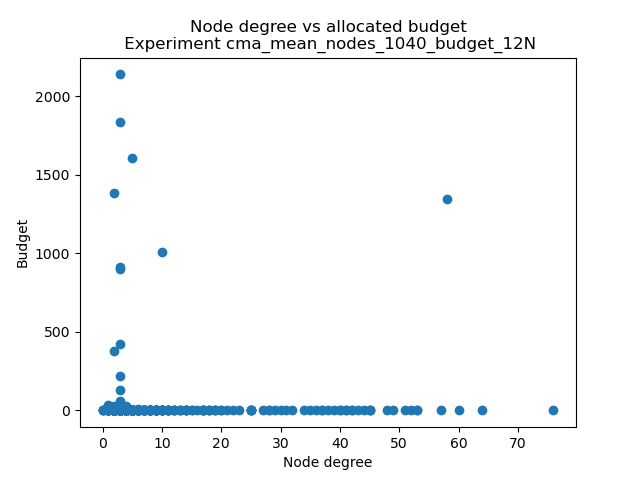 Node degree vs allocated budget
Experiment cma_mean_nodes_1040_budget_12N
Budget
2000
1500
1000
500
0
0 10 20 30 40 50 60 70
Node degree